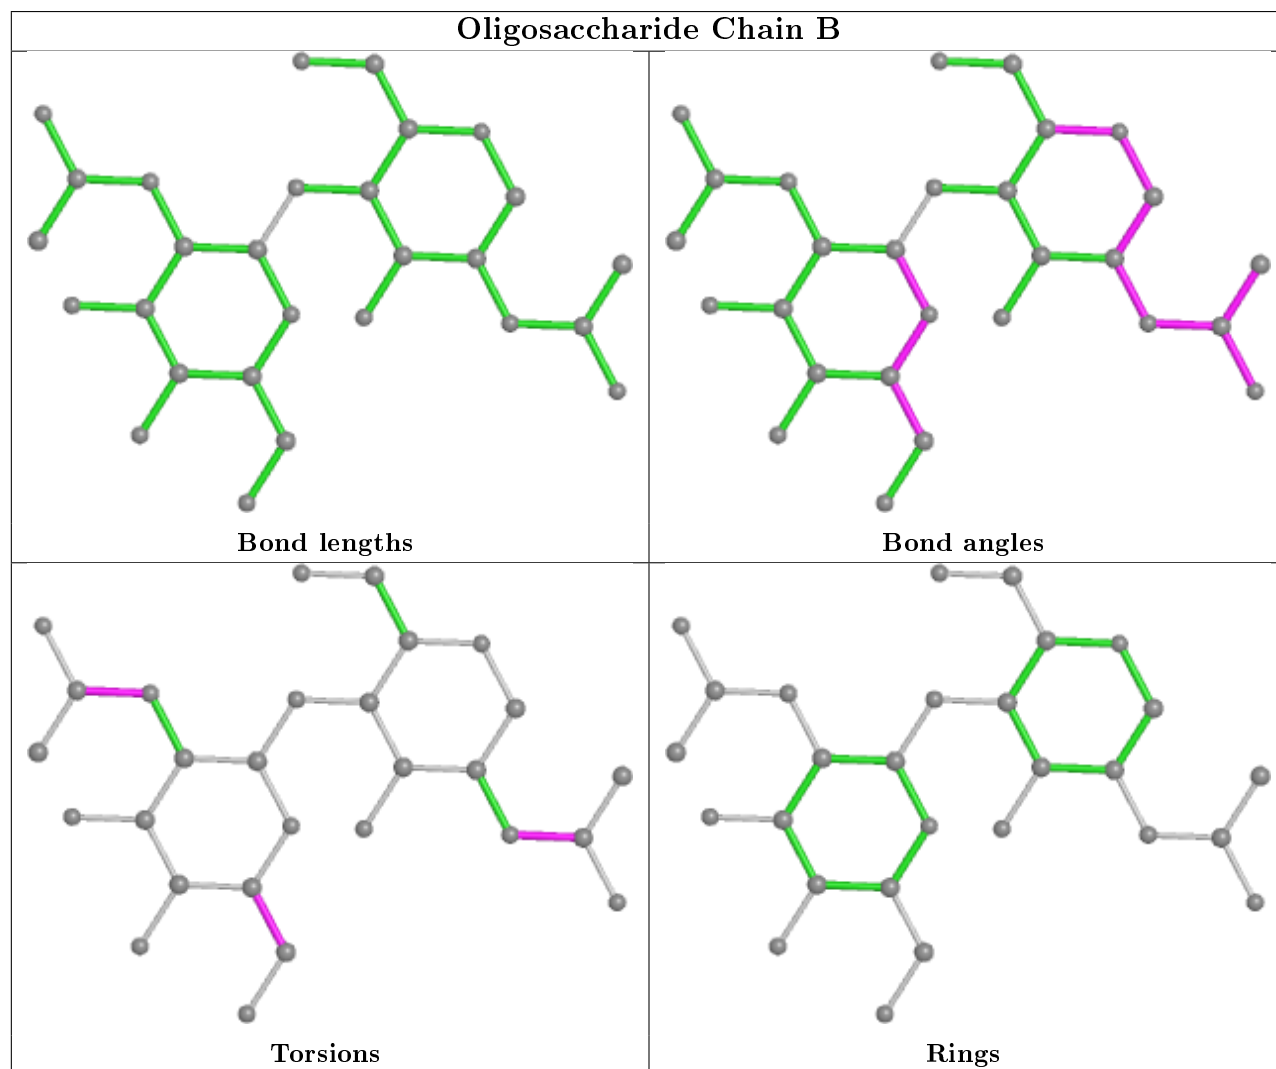 Oligosaccharide Chain B
Bond lengths
Bond angles
Torsions
Rings